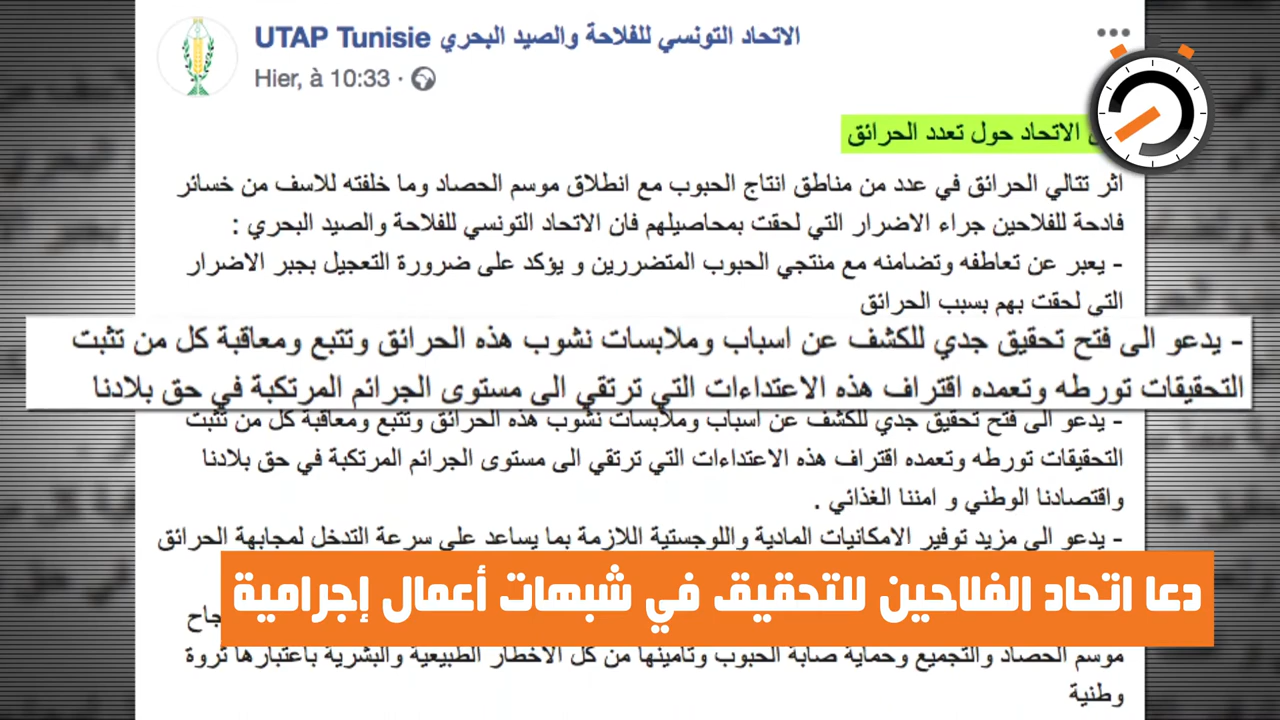 UTAP Tunisie الاتحاد التونسي للفلاحة والصيد البحري
Hier, à 10:33 ·
الاتحاد حول تعدد الحرائق
اثر تتالي الحرائق في عدد من مناطق انتاج الحبوب مع انطلاق موسم الحصاد وما خلفته للاسف من خسائر
فادحة للفلاحين جراء الاضرار التي لحقت بمحاصيلهم فان الاتحاد التونسي للفلاحة والصيد البحري :
- يعبر عن تعاطفه وتضامنه مع منتجي الحبوب المتضررين و يؤكد على ضرورة التعجيل بجبر الاضرار
التي لحقت بهم بسبب الحرائق
- يدعو الى فتح تحقيق جدي للكشف عن اسباب وملابسات نشوب هذه الحرائق وتتبع ومعاقبة كل من تثبت
التحقيقات تورطه وتعمده اقتراف هذه الاعتداءات التي ترتقي الى مستوى الجرائم المرتكبة في حق بلادنا
- يدعو الى فتح تحقيق جدي للكشف عن اسباب وملابسات نشوب هذه الحرائق وتتبع ومعاقبة كل من تثبت
التحقيقات تورطه وتعمده اقتراف هذه الاعتداءات التي ترتقي الى مستوى الجرائم المرتكبة في حق بلادنا
واقتصادنا الوطني و امننا الغذائي .
- يدعو الى مزيد توفير الامكانيات المادية واللوجستية اللازمة بما يساعد على سرعة التدخل لمجابهة الحرائق
دعا اتحاد الفلاحين للتحقيق في شبهات أعمال إجرامية
موسم الحصاد والتجميع وحماية صابة الحبوب وتامينها من كل الاخطار الطبيعية والبشرية باعتبارها ثروة
وطنية